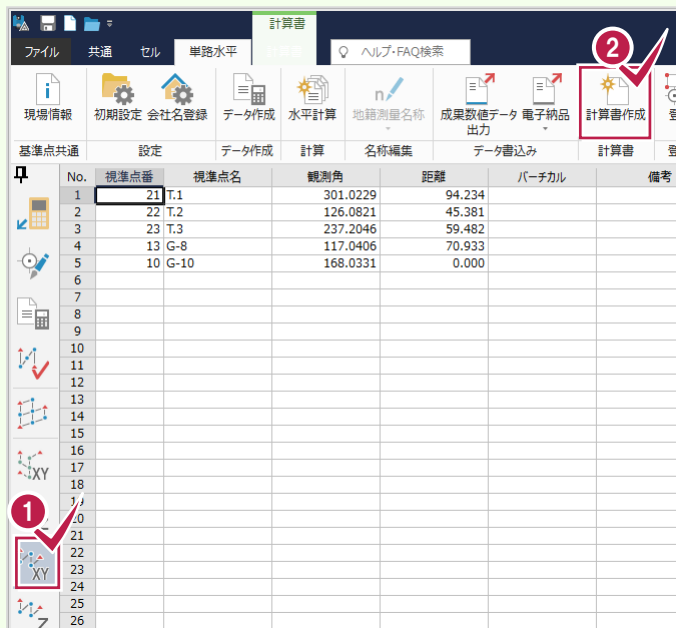 計算書
ファイル 共通 セル 単路水平 計算書 ヘルプ・FAQ検索
2
現場情報 初期設定 会社名登録 データ作成 水平計算 地籍測量名称 成果数値データ出力 電子納品 計算書作成 登
基準点共通 設定 データ作成 計算 名称編集 データ書込み 計算書 登
No. 視準点番 視準点名 観測角 距離 バーチカル 備考
1 21 T.1 301.0229 94.234
2 22 T.2 126.0821 45.381
3 23 T.3 237.2046 59.482
4 13 G-8 117.0406 70.933
5 10 G-10 168.0331 0.000
6
7
8
9
10
11
12
13
14
15
16
17
XY
18
1
19
20
21
22
23
XY
24
25
26
Z